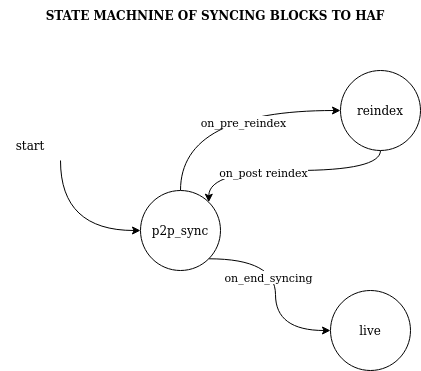 STATE MACHNINE OF SYNCING BLOCKS TO HAF
reindex
on_pre_reindex
start
on_post reindex
p2p_sync
on_end_syncing
live